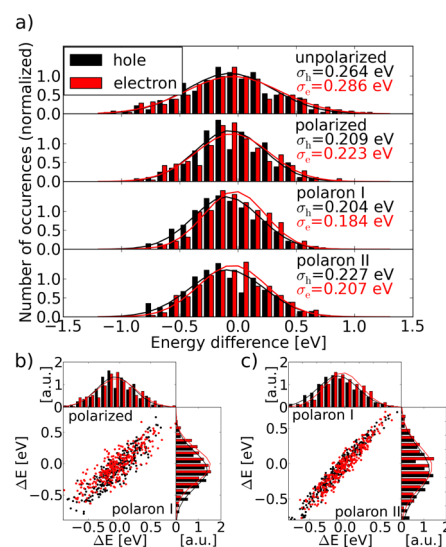 a)
hole
electron
unpolarized
σh=0.264 eV
σe=0.286 eV
polarized
σh=0.209 eV
σe=0.223 eV
polaron I
σh=0.204 eV
σe=0.184 eV
polaron II
σh=0.227 eV
σe=0.207 eV
Number of occurences (normalized)
1.0
0.5
0.0
1.5
1.0
0.5
0.0
1.5
1.0
0.5
0.0
1.5
1.0
0.5
0.0
−1.5 −1.0 −0.5 0.0 0.5 1.0 1.5
Energy difference [eV]
b)
[a.u.]
2
1
0
polarized
ΔE [eV]
0.5
0.0
−0.5
polaron I
−0.5 0.0 0.5 0 1 2
ΔE [eV] [a.u.]
c)
[a.u.]
2
1
0
polaron I
ΔE [eV]
0.5
0.0
−0.5
polaron II
−0.5 0.0 0.5 0 1 2
ΔE [eV] [a.u.]